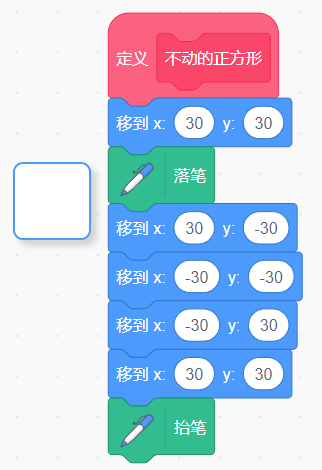 定义 不动的正方形
移到 x: 30 y: 30
落笔
移到 x: 30 y: -30
移到 x: -30 y: -30
移到 x: -30 y: 30
移到 x: 30 y: 30
抬笔